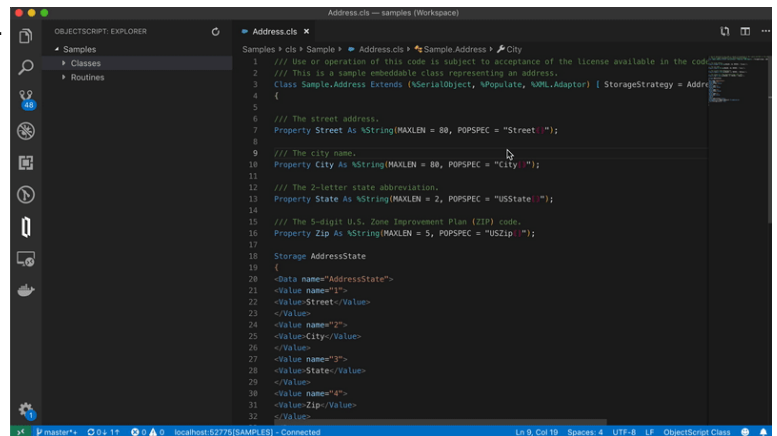 Address.cls — samples (Workspace)
OBJECTSCRIPT: EXPLORER
Samples
Classes
Routines
48
1
Address.cls ×
Samples › cls › Sample › Address.cls › Sample.Address › City
1 /// Use or operation of this code is subject to acceptance of the license available in the code
2 /// This is a sample embeddable class representing an address.
3 Class Sample.Address Extends (%SerialObject, %Populate, %XML.Adaptor) [ StorageStrategy = Addre
4 {
5
6 /// The street address.
7 Property Street As %String(MAXLEN = 80, POPSPEC = "Street()");
8
9 /// The city name.
10 Property City As %String(MAXLEN = 80, POPSPEC = "City()");
11
12 /// The 2-letter state abbreviation.
13 Property State As %String(MAXLEN = 2, POPSPEC = "USState()");
14
15 /// The 5-digit U.S. Zone Improvement Plan (ZIP) code.
16 Property Zip As %String(MAXLEN = 5, POPSPEC = "USZip()");
17
18 Storage AddressState
19 {
20 <Data name="AddressState">
21 <Value name="1">
22 <Value>Street</Value>
23 </Value>
24 <Value name="2">
25 <Value>City</Value>
26 </Value>
27 <Value name="3">
28 <Value>State</Value>
29 </Value>
30 <Value name="4">
31 <Value>Zip</Value>
32 </Value>
master*+ 0↓ 1↑ 0 0 localhost:52775[SAMPLES] - Connected
Ln 9, Col 19 Spaces: 4 UTF-8 LF ObjectScript Class